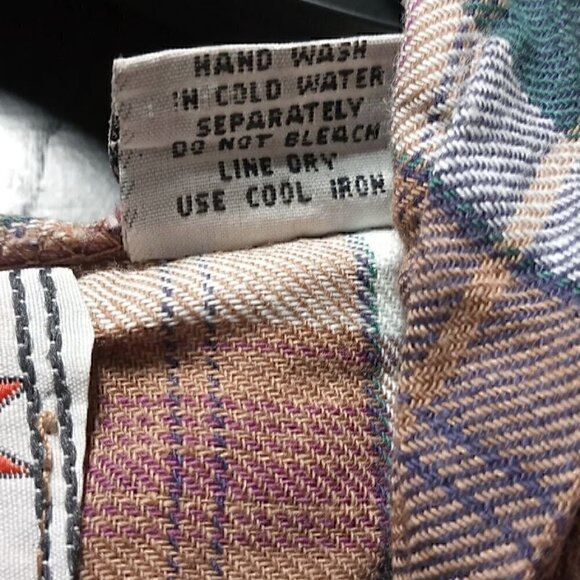 HAND WASH
IN COLD WATER
SEPARATELY
DO NOT BLEACH
LINE DRY
USE COOL IRON